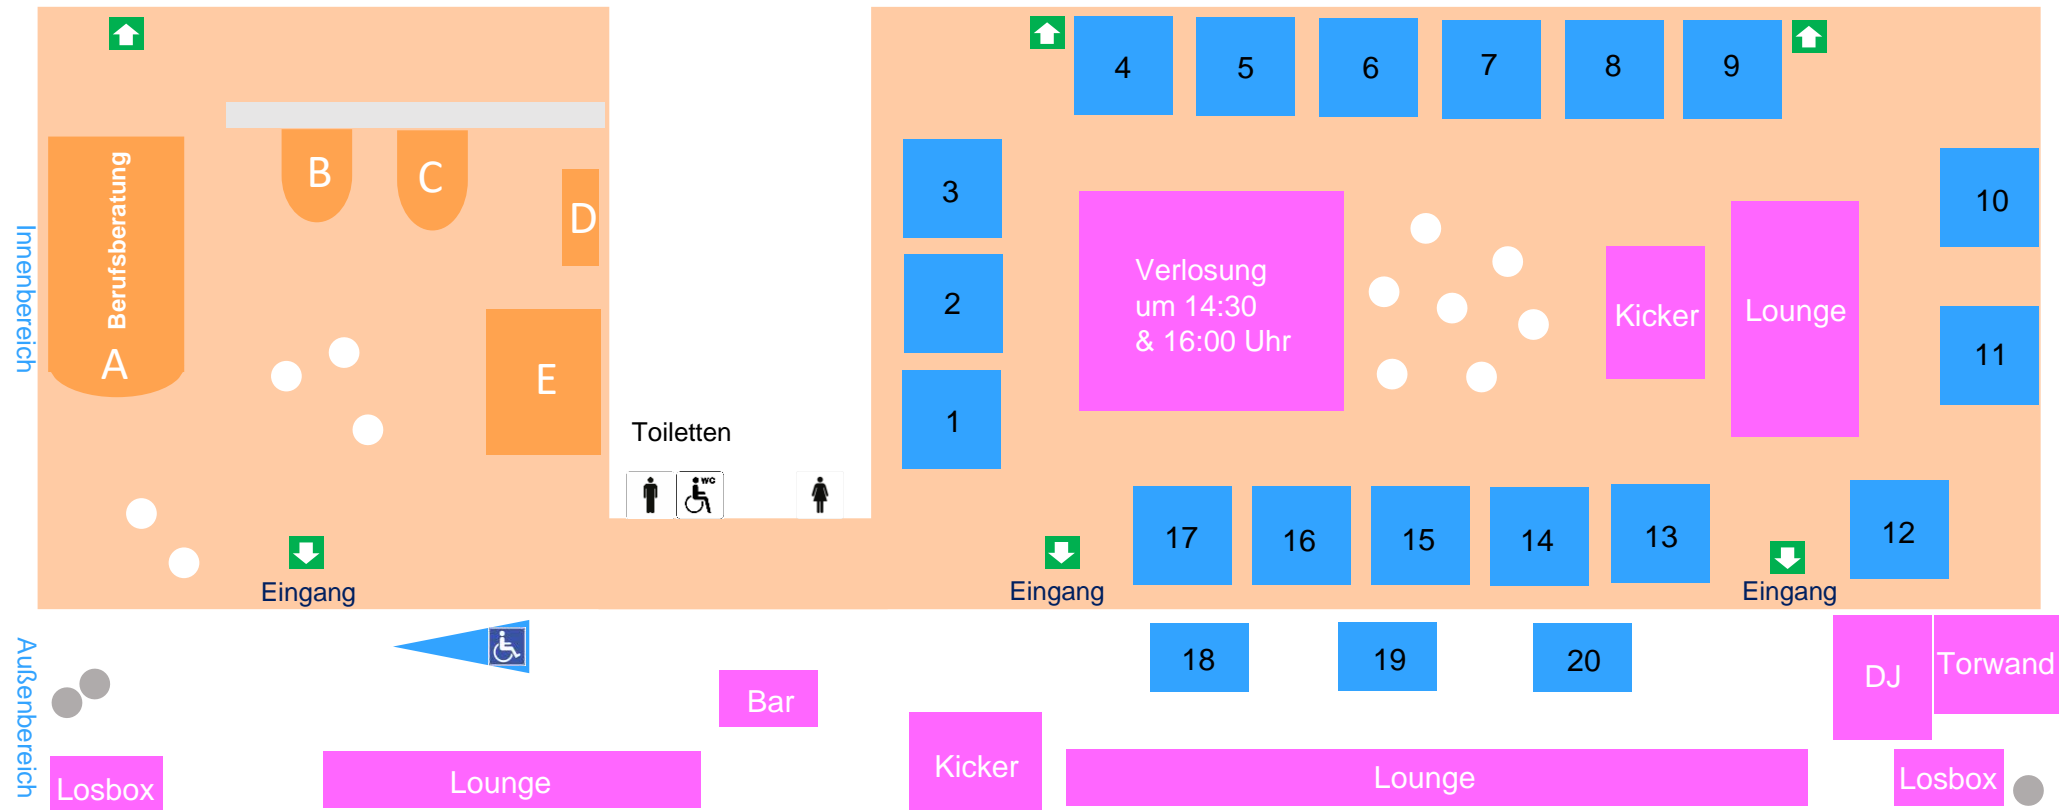 4
5
6
7
8
9
B
C
D
Berufsberatung
A
E
Innenbereich
3
2
1
Verlosung
um 14:30
& 16:00 Uhr
Kicker
Lounge
10
11
Toiletten
WC
17
16
15
14
13
12
Eingang
Eingang
Eingang
Außenbereich
18
19
20
DJ
Torwand
Bar
Losbox
Lounge
Kicker
Lounge
Losbox